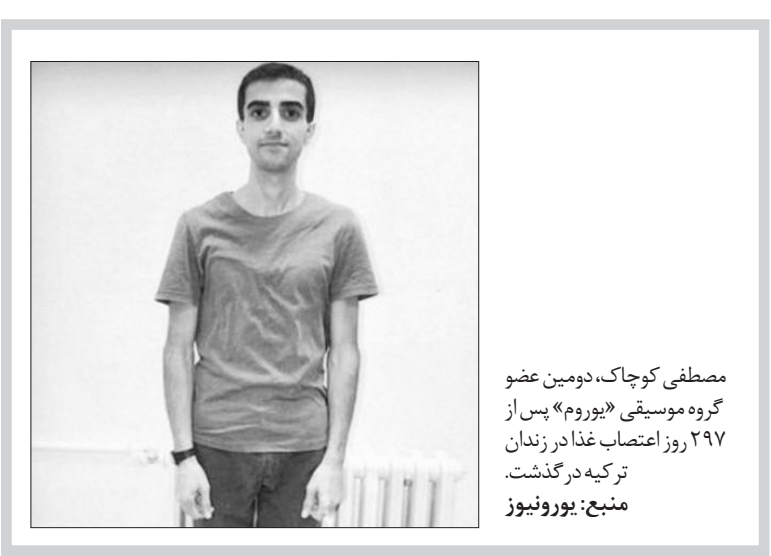 مصطفی کوچاک، دومین عضو
گروه موسیقی «یوروم» پس از
۲۹۷ روز اعتصاب غذا در زندان
ترکیه درگذشت.
منبع: یورونیوز